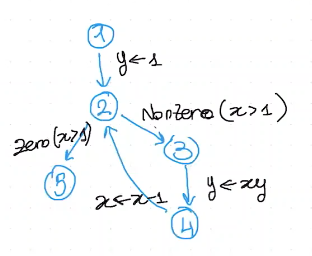 1
y←1
2
NonZero(x>1)
Zero(x>1)
3
5
y←xy
x←x-1
4